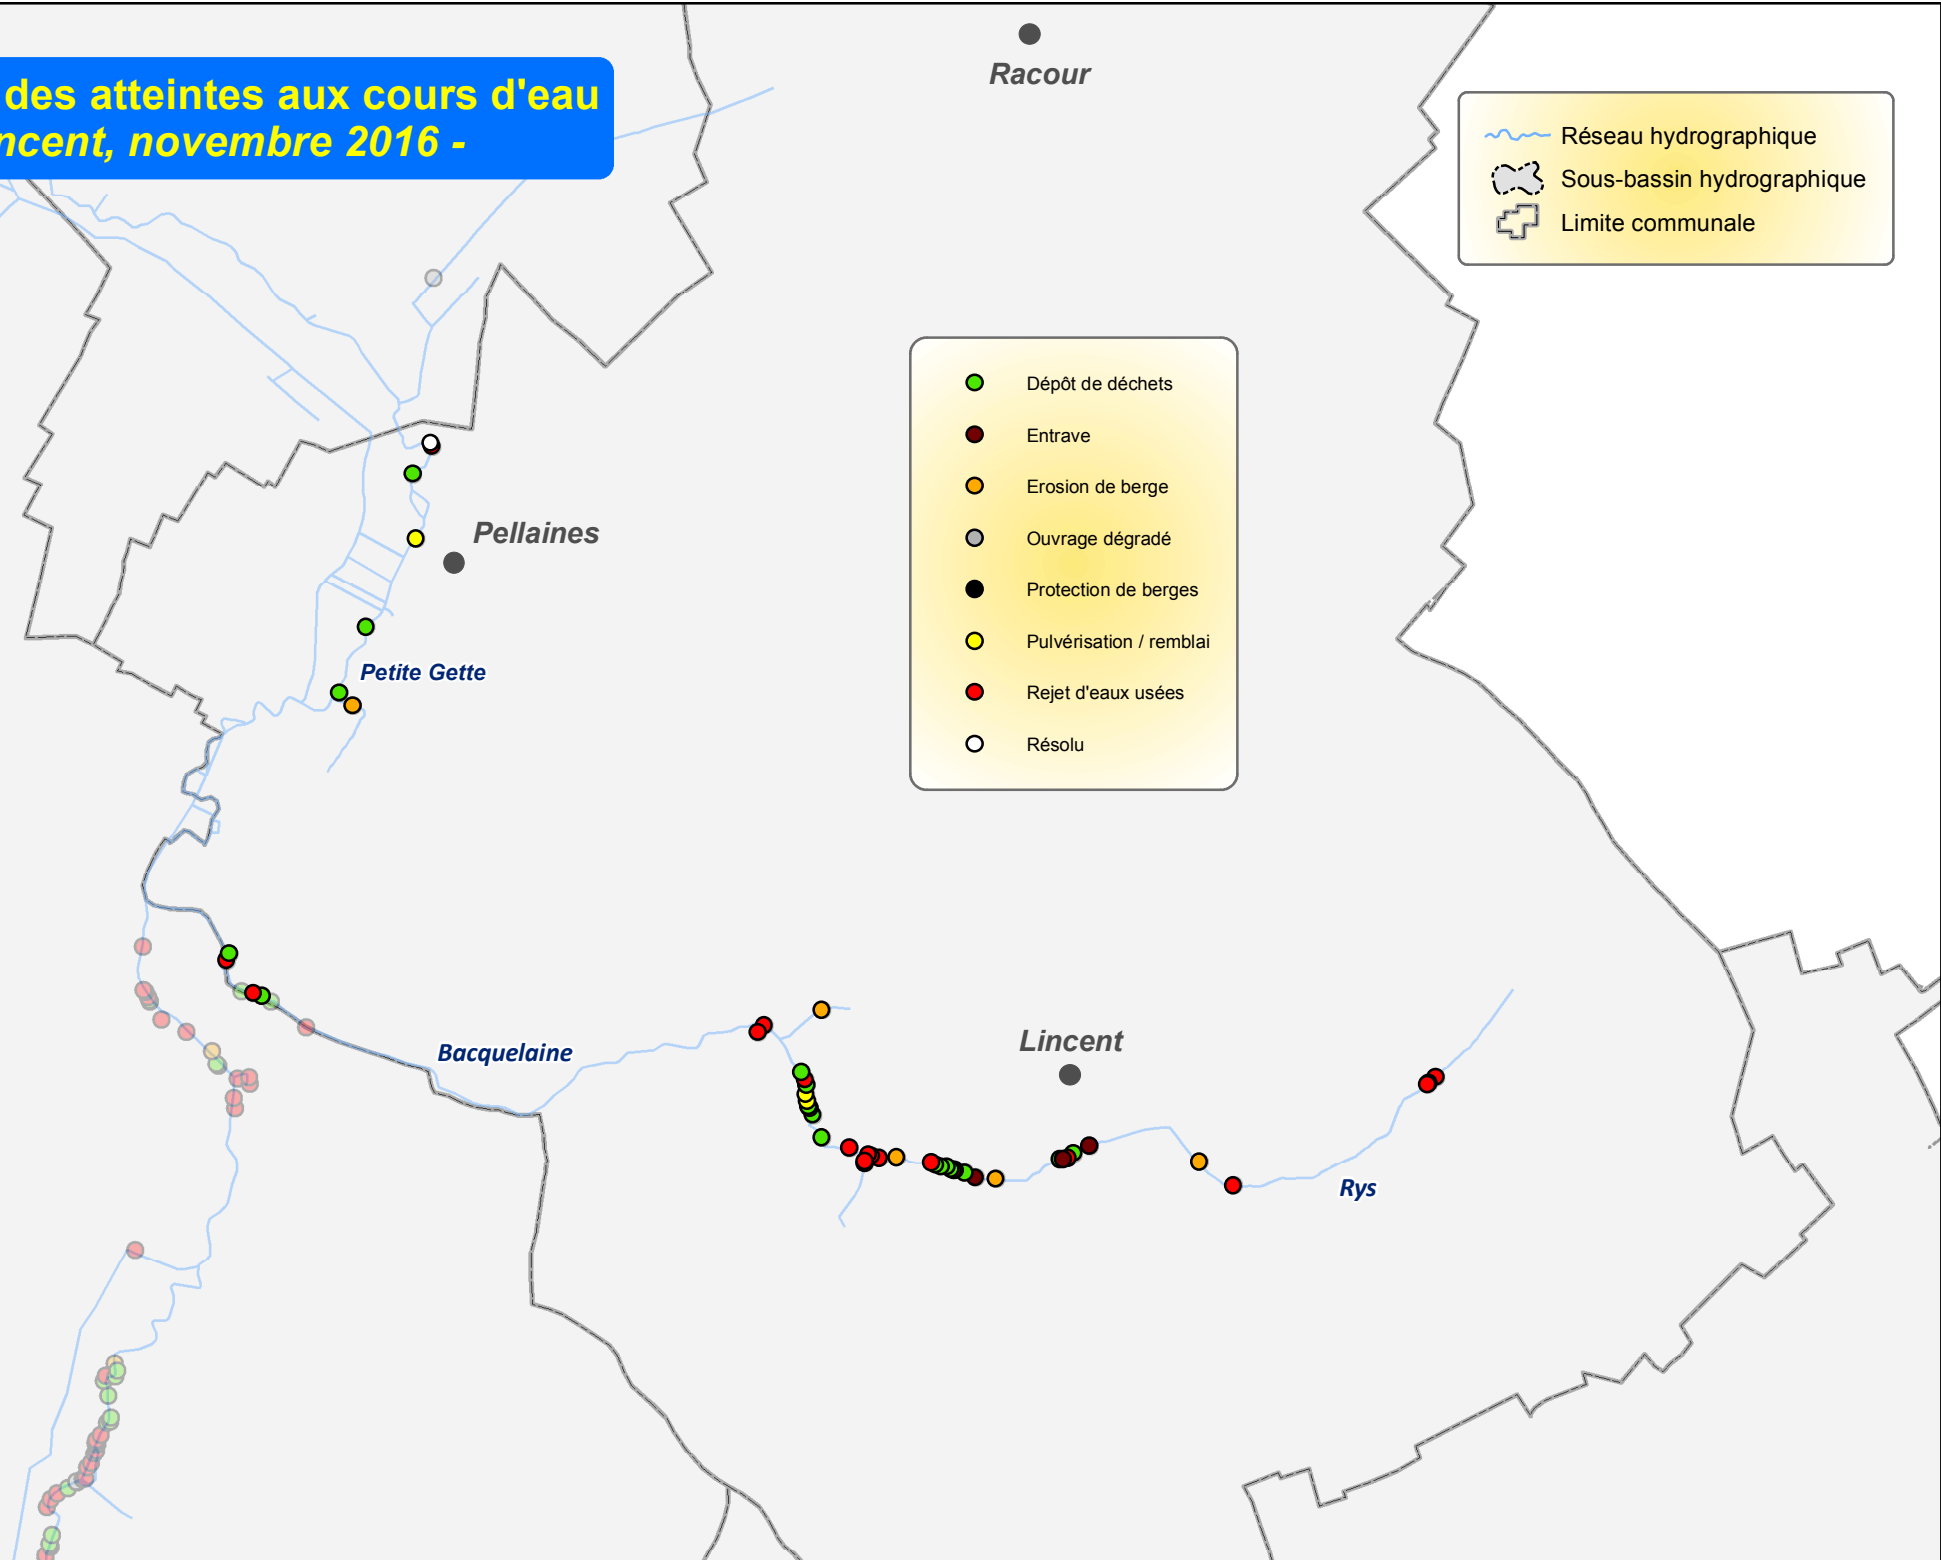 des atteintes aux cours d'eau
ncent, novembre 2016 -
Racour
Réseau hydrographique
Sous-bassin hydrographique
Limite communale
Dépôt de déchets
Entrave
Erosion de berge
Ouvrage dégradé
Protection de berges
Pulvérisation / remblai
Rejet d'eaux usées
Résolu
Pellaines
Petite Gette
Bacquelaine
Lincent
Rys